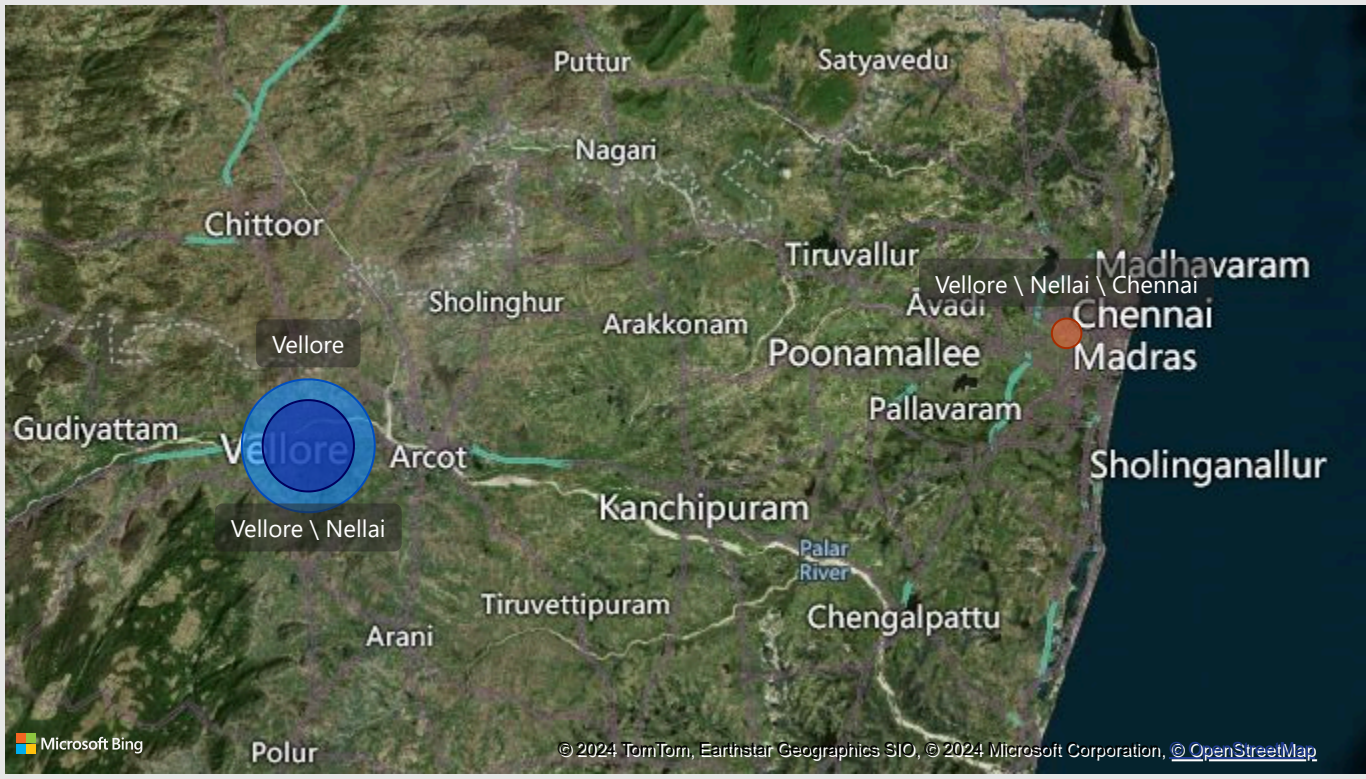 Puttur
Satyavedu
Nagari
Chittoor
Tiruvallur
Madhavaram
Vellore \ Nellai \ Chennai
Sholinghur
Āvadi
Chennai
Arakkonam
Vellore
Poonamallee
Madras
Pallavaram
Gudiyattam
Vellore
Arcot
Sholinganallur
Kanchipuram
Vellore \ Nellai
Palar
River
Tiruvettipuram
Chengalpattu
Arani
Microsoft Bing
Polur
© 2024 TomTom, Earthstar Geographics SIO, © 2024 Microsoft Corporation, © OpenStreetMap